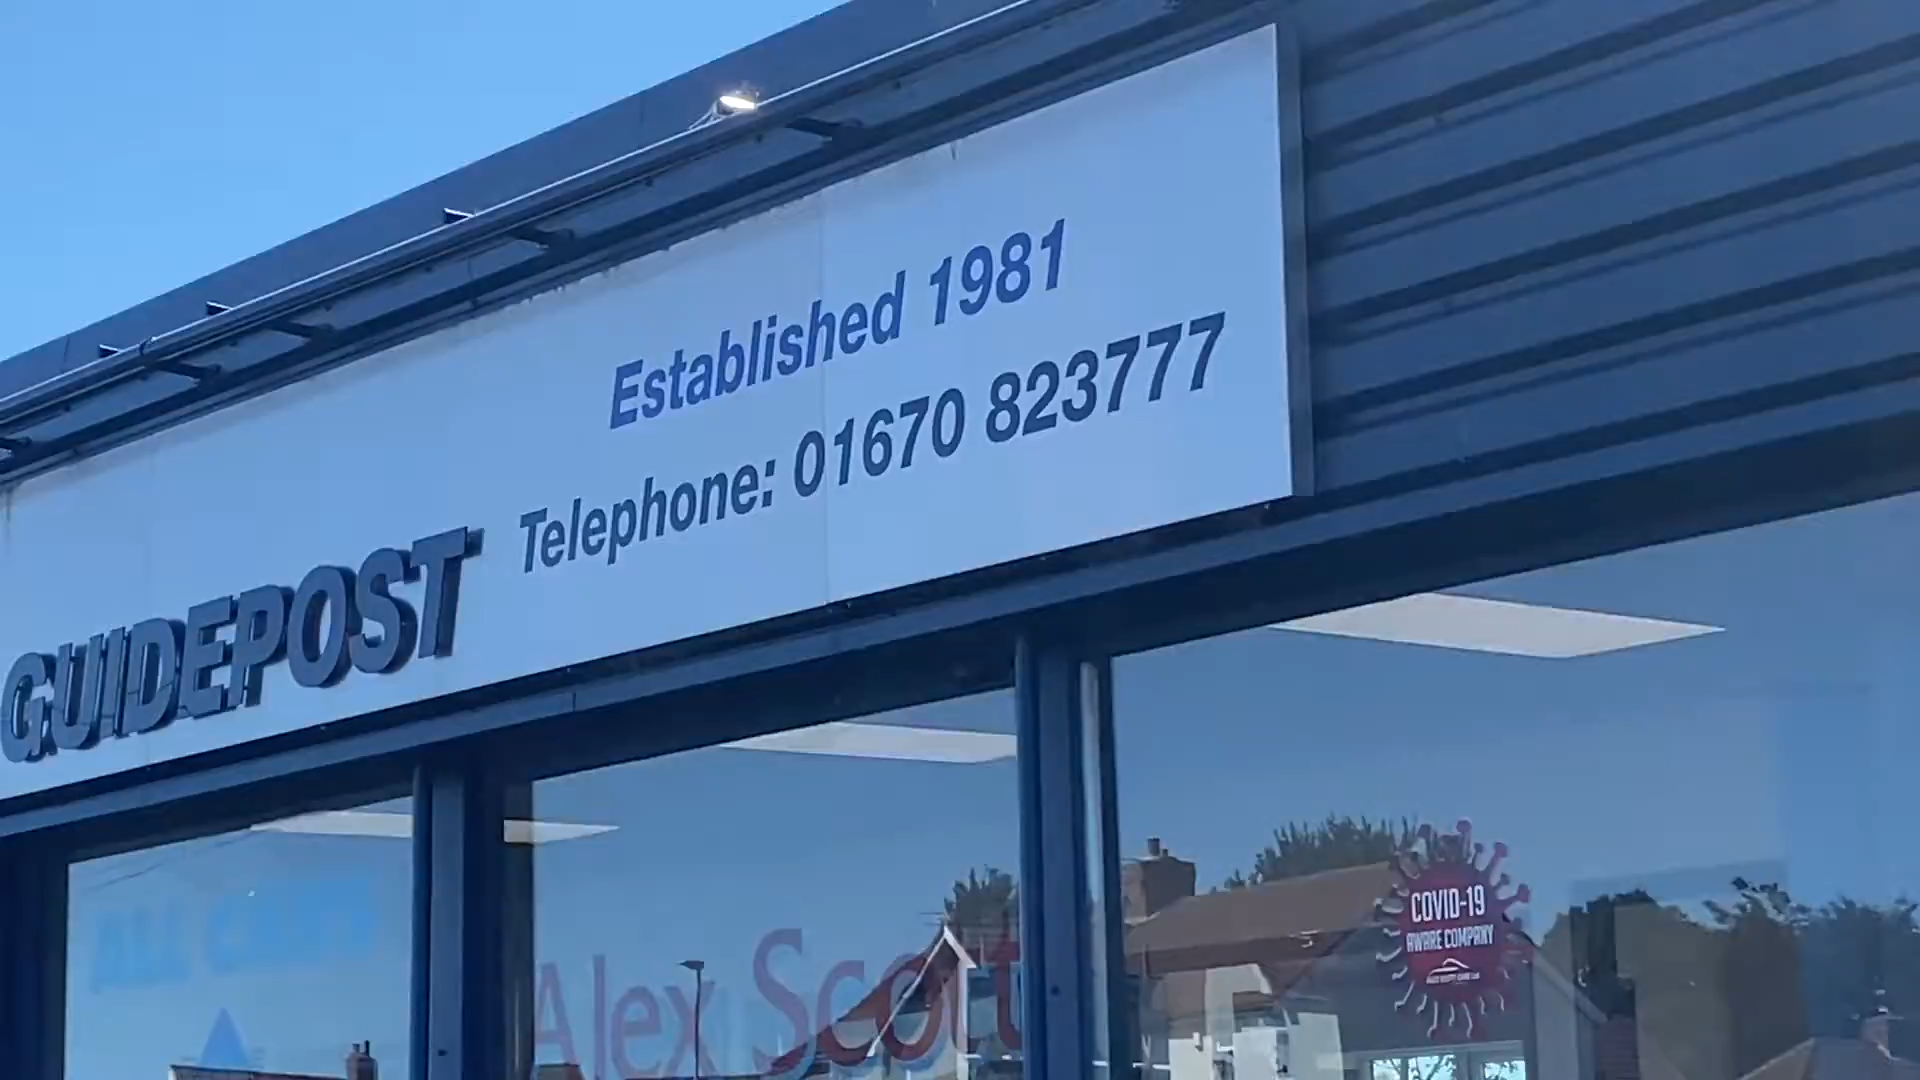 Established 1981
Telephone: 01670 823777
GUIDEPOST
Alex Scott
COVID-19
AWARE COMPANY